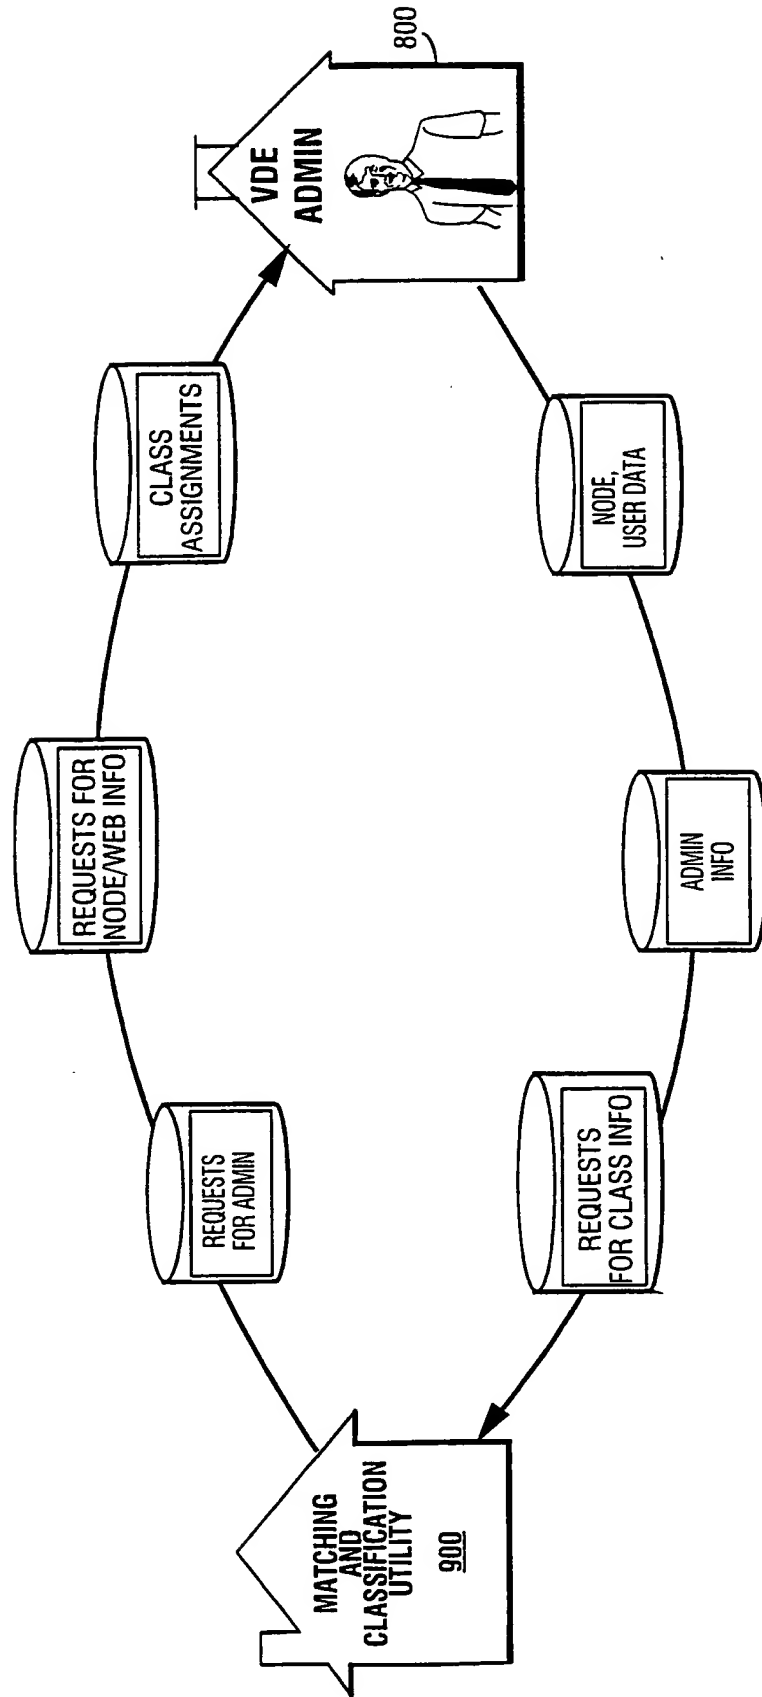 MATCHING
AND
CLASSIFICATION
UTILITY
900
REQUESTS
FOR ADMIN
REQUESTS FOR
NODE/WEB INFO
CLASS
ASSIGNMENTS
VDE
ADMIN
800
NODE,
USER DATA
ADMIN
INFO
REQUESTS
FOR CLASS INFO